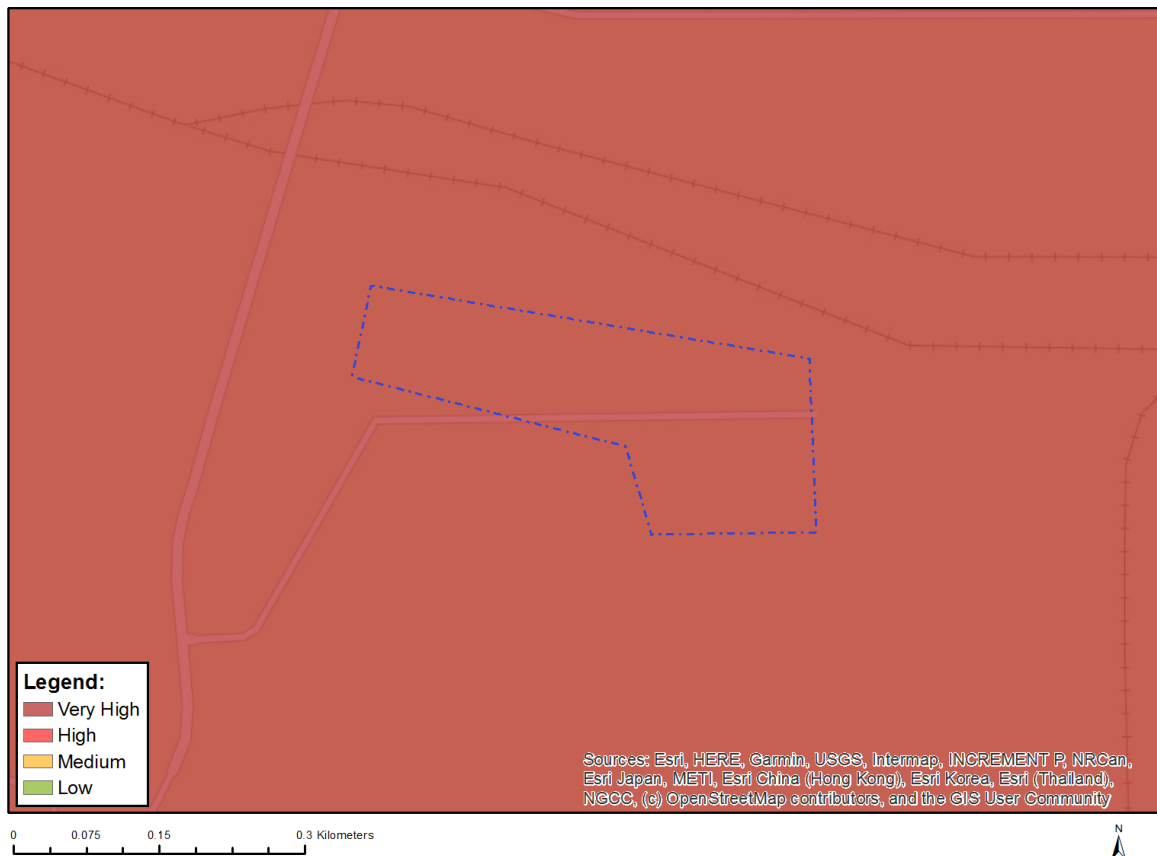 Legend:
Very High
High
Medium
Low
Sources: Esri, HERE, Garmin, USGS, Intermap, INCREMENT P, NRCan,
Esri Japan, METI, Esri China (Hong Kong), Esri Korea, Esri (Thailand),
NGCC, (c) OpenStreetMap contributors, and the GIS User Community
0 0.075 0.15 0.3 Kilometers
N